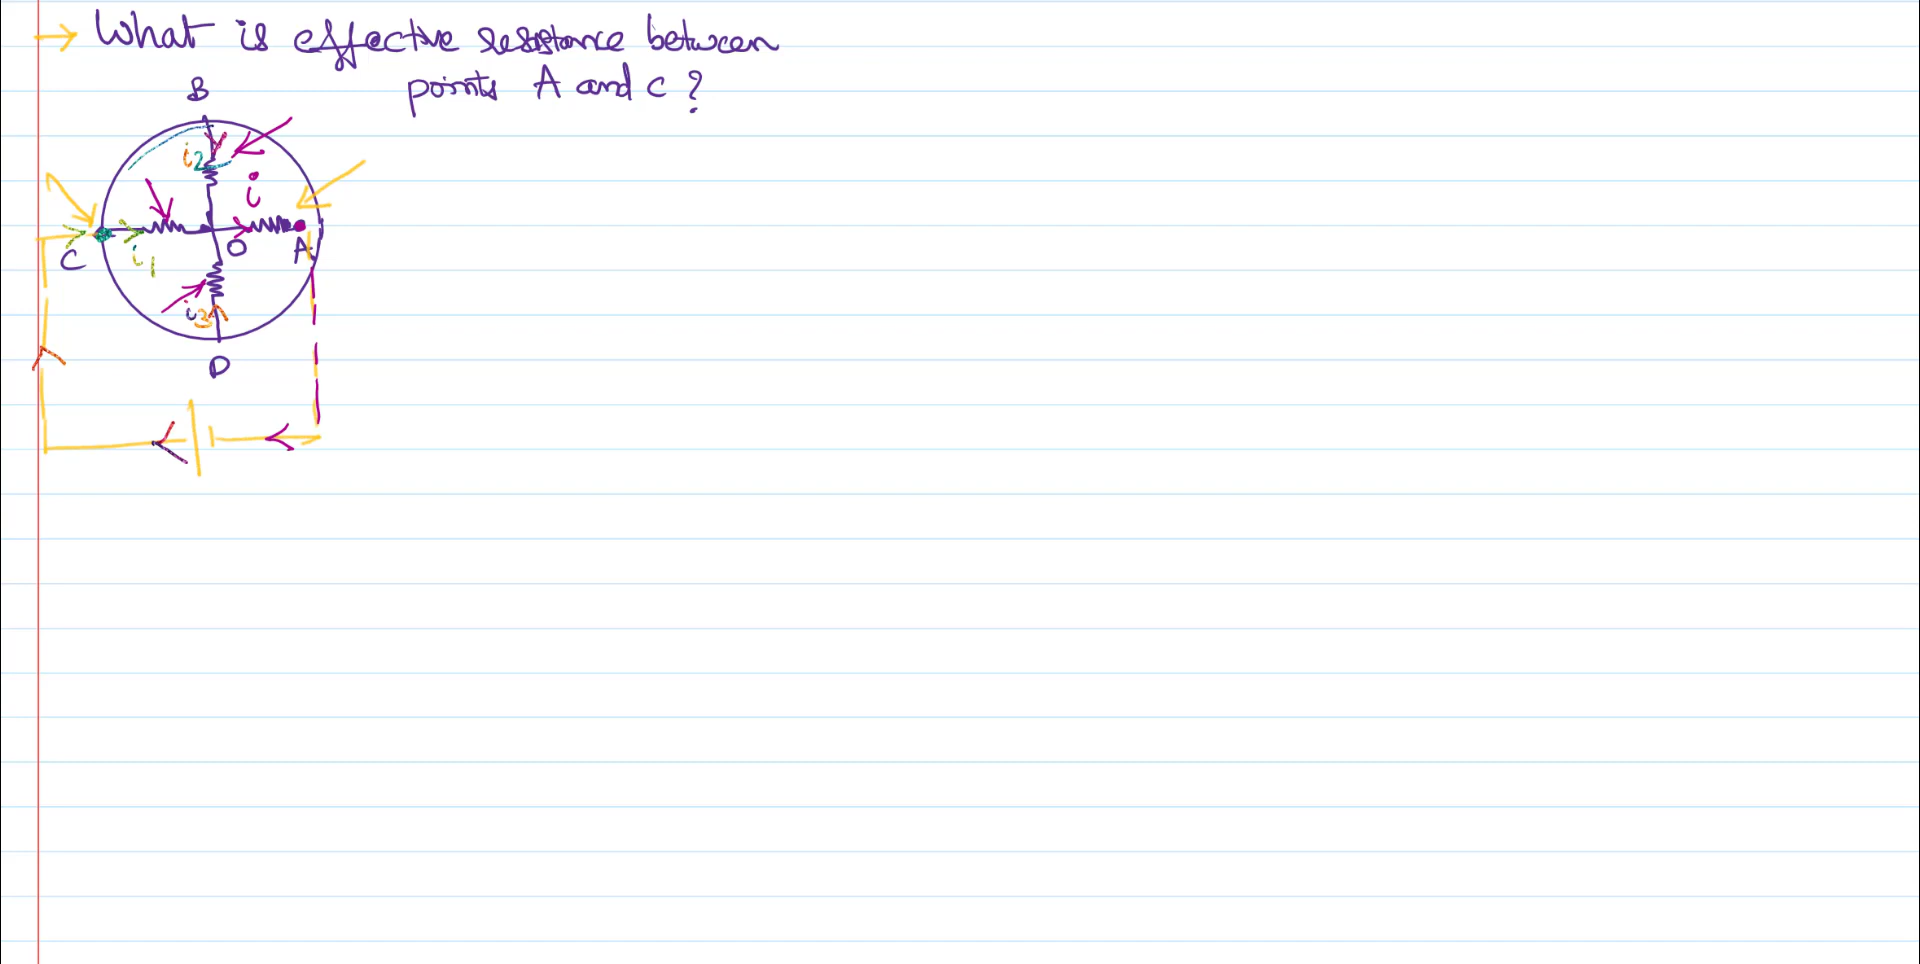 → What is effective resistance between
points A and C?
B
i2
i
C
i1
O
A
i3
D